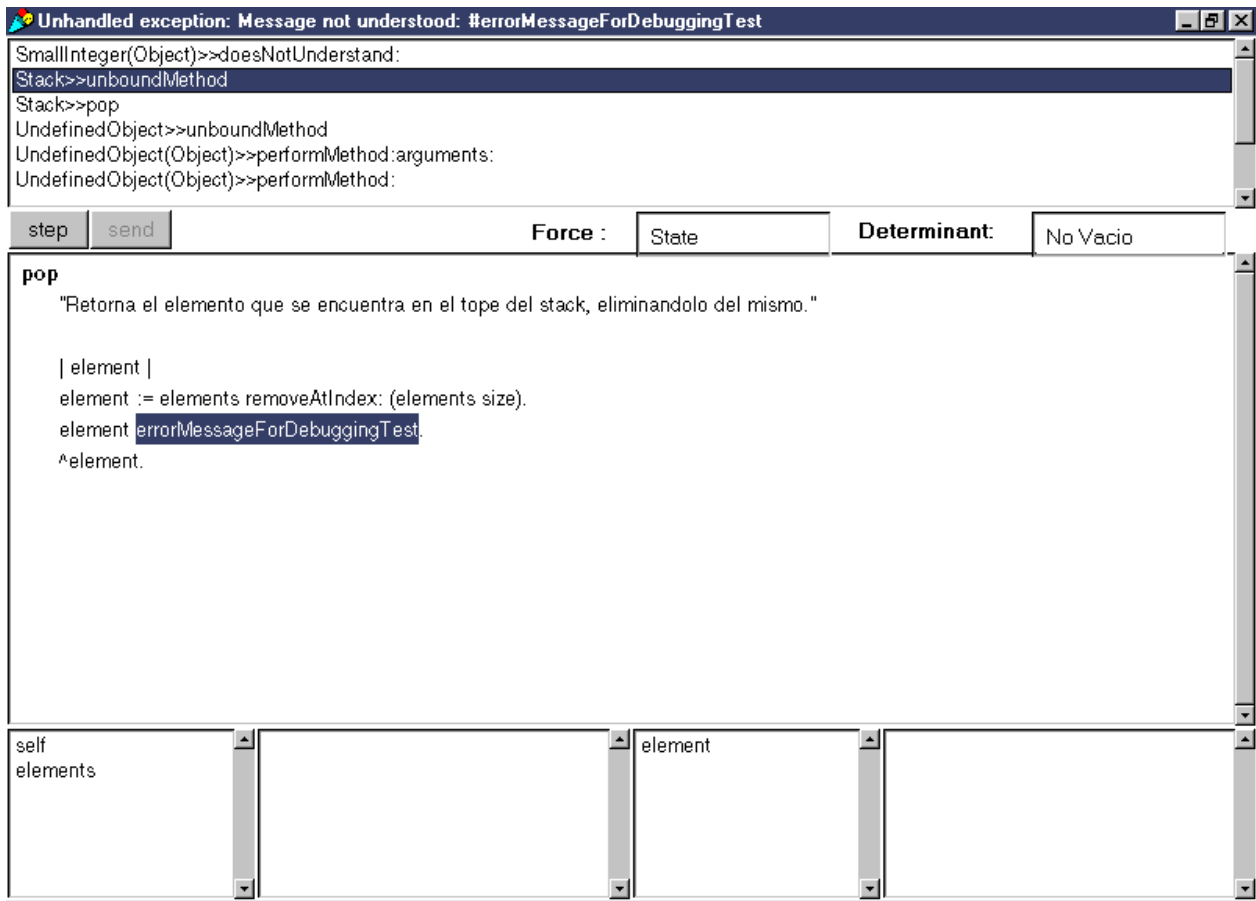 Unhandled exception: Message not understood: #errorMessageForDebuggingTest
SmallInteger(Object)>>doesNotUnderstand:
Stack>>unboundMethod
Stack>>pop
UndefinedObject>>unboundMethod
UndefinedObject(Object)>>performMethod:arguments:
UndefinedObject(Object)>>performMethod:
step send Force : State Determinant: No Vacio
pop
"Retorna el elemento que se encuentra en el tope del stack, eliminandolo del mismo."
| element |
element := elements removeAtIndex: (elements size).
element errorMessageForDebuggingTest.
^element.
self element
elements